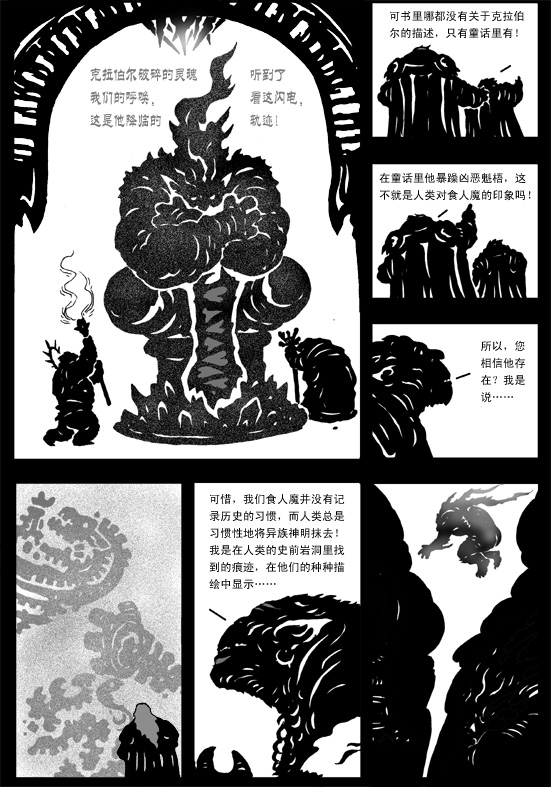 克拉伯尔破碎的灵魂
我们的呼唤，
这是他降临的
听到了
看这闪电，
轨迹！
可书里哪都没有关于克拉伯
尔的描述，只有童话里有！
在童话里他暴躁凶恶魁梧，这
不就是人类对食人魔的印象吗！
所以，您
相信他存
在？我是
说……
可惜，我们食人魔并没有记
录历史的习惯，而人类总是
习惯性地将异族神明抹去！
我是在人类的史前岩洞里找
到的痕迹，在他们的种种描
绘中显示……